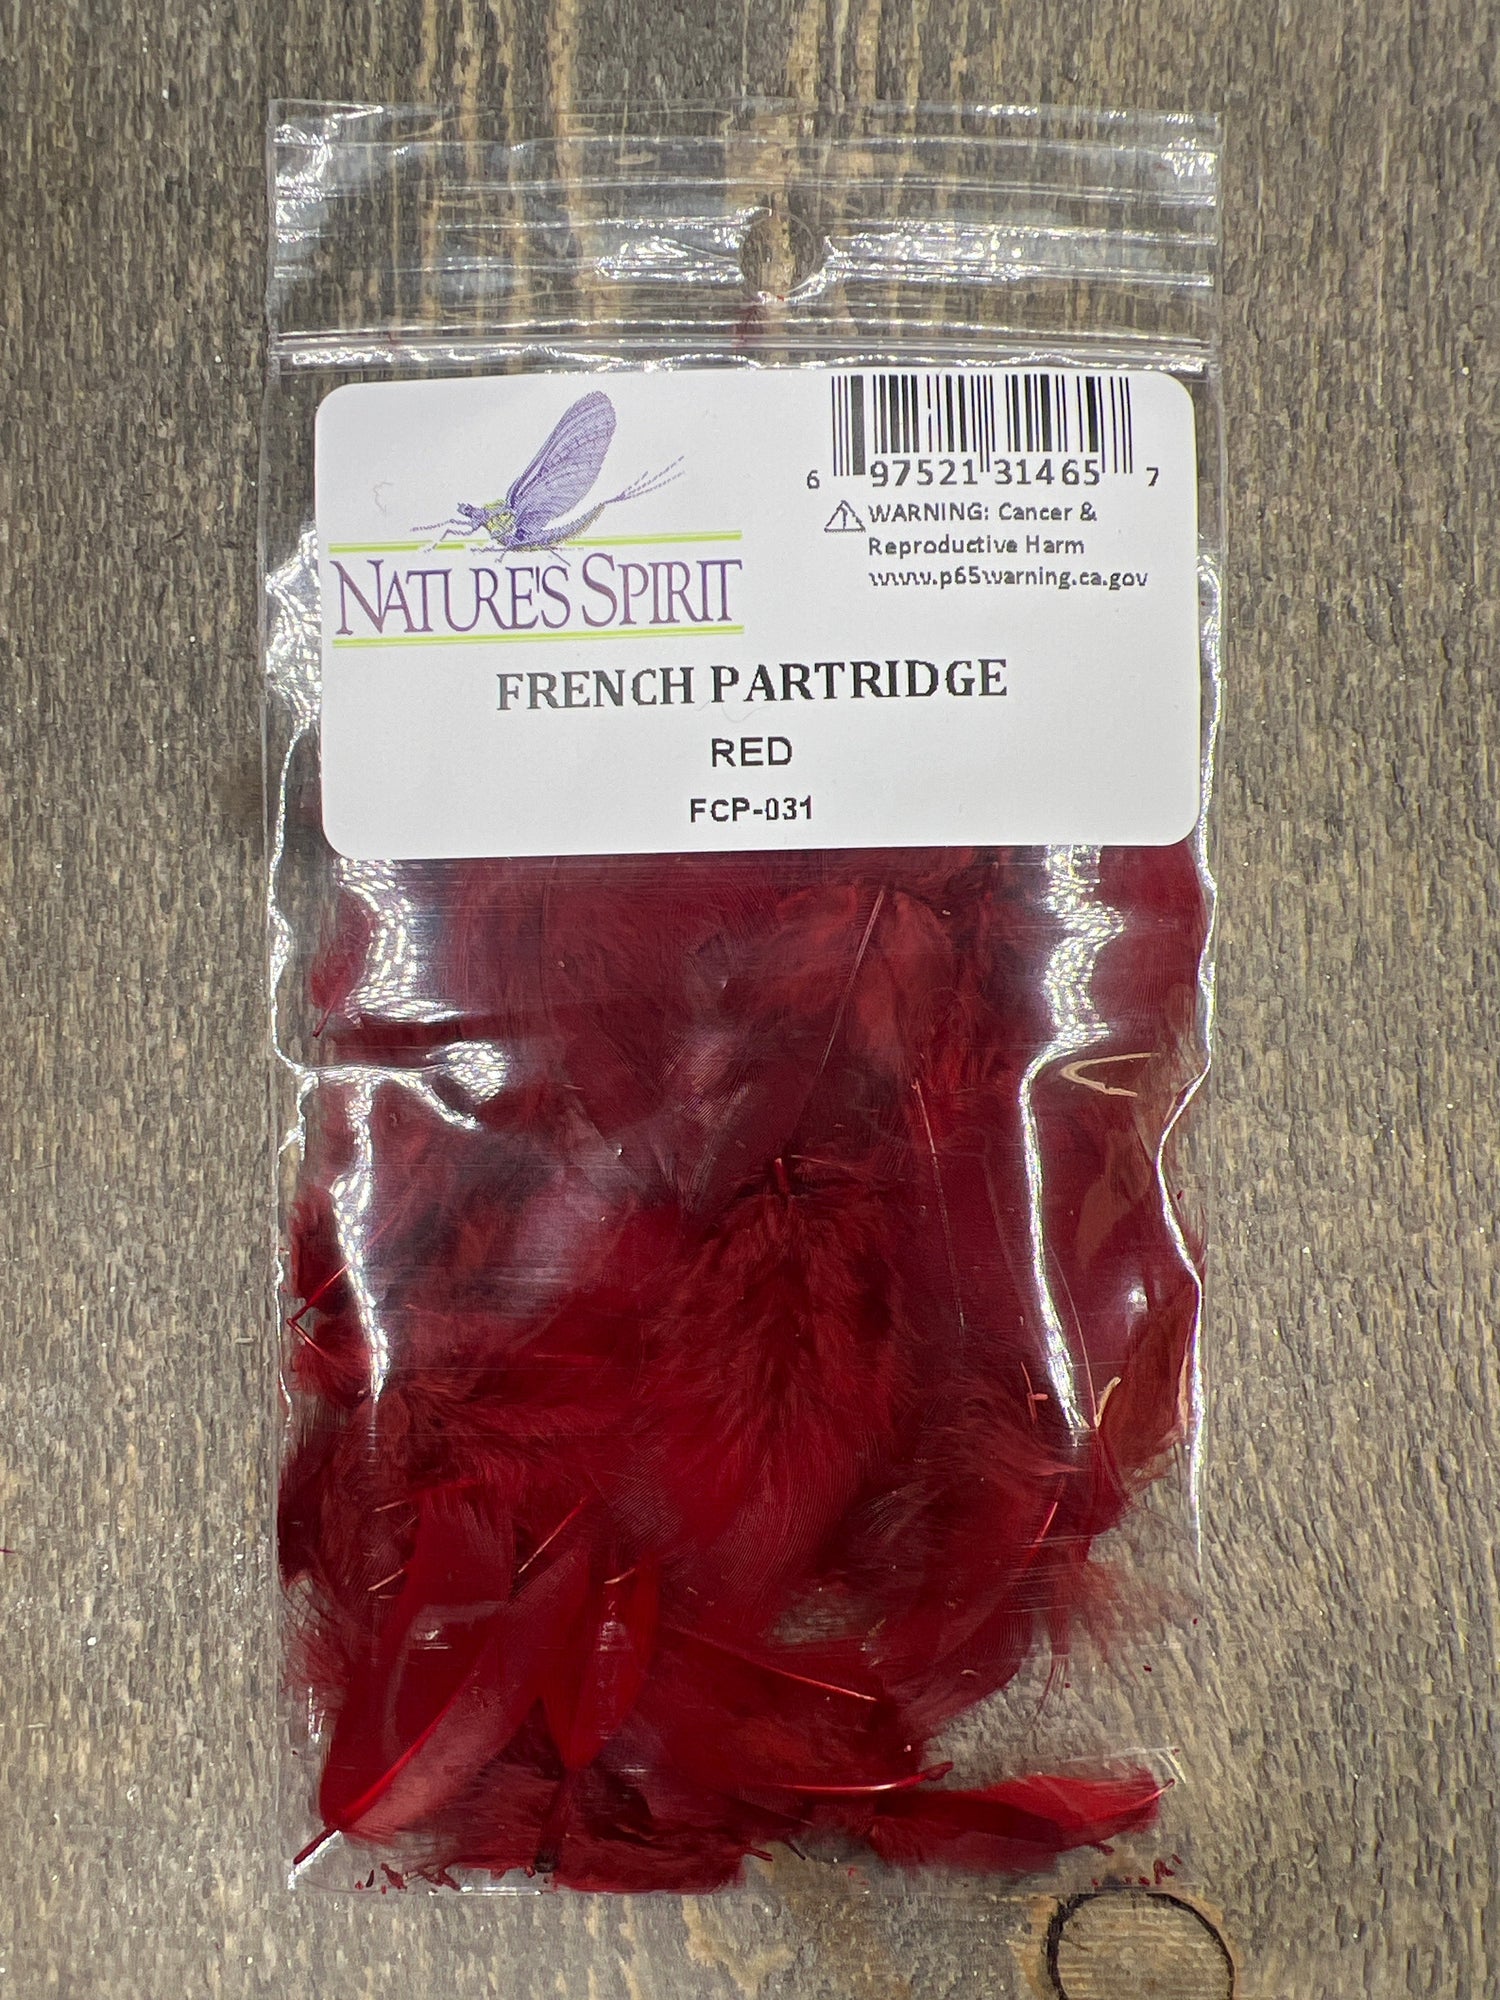 NATURE'S SPIRIT
6 97521 31465 7
WARNING: Cancer &
Reproductive Harm
www.p65warning.ca.gov
FRENCH PARTRIDGE
RED
FCP-031